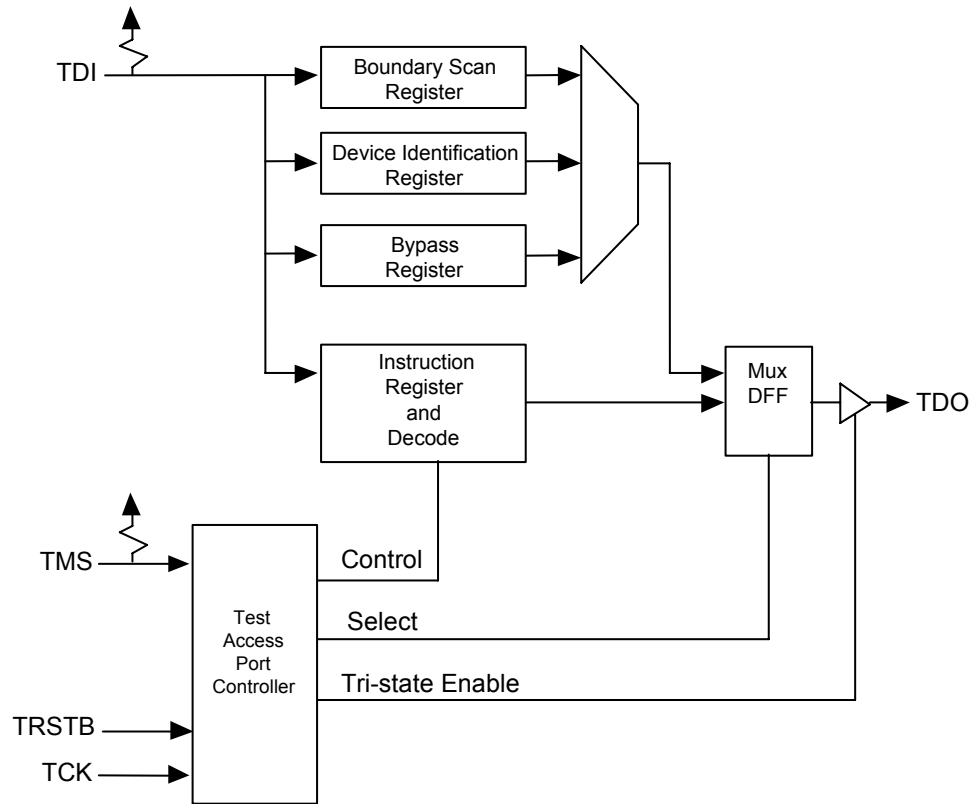 TDI
Boundary Scan
Register
Device Identification
Register
Bypass
Register
Instruction
Register
and
Decode
Mux
DFF
TDO
TMS
Control
Select
Test
Access
Port
Controller
Tri-state Enable
TRSTB
TCK